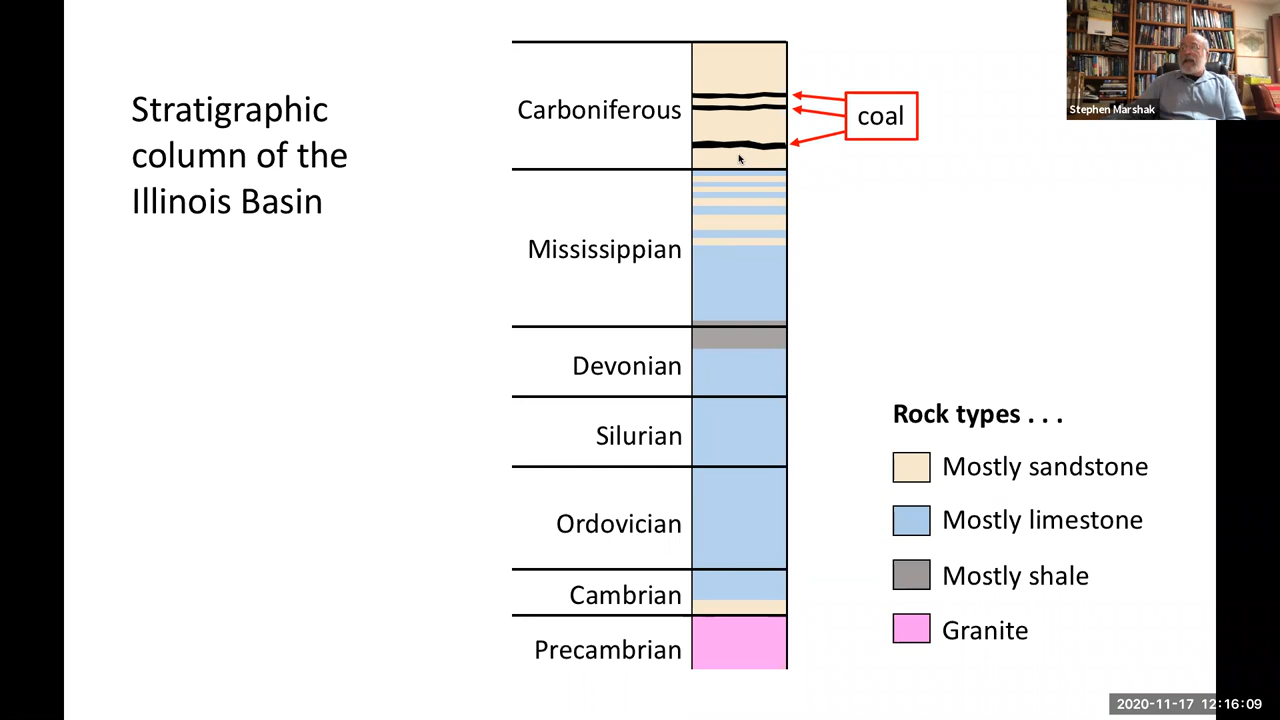 Stratigraphic
column of the
Illinois Basin
Carboniferous
coal
Mississippian
Devonian
Silurian
Ordovician
Cambrian
Precambrian
Rock types . . .
Mostly sandstone
Mostly limestone
Mostly shale
Granite
Stephen Marshak
2020-11-17 12:16:09